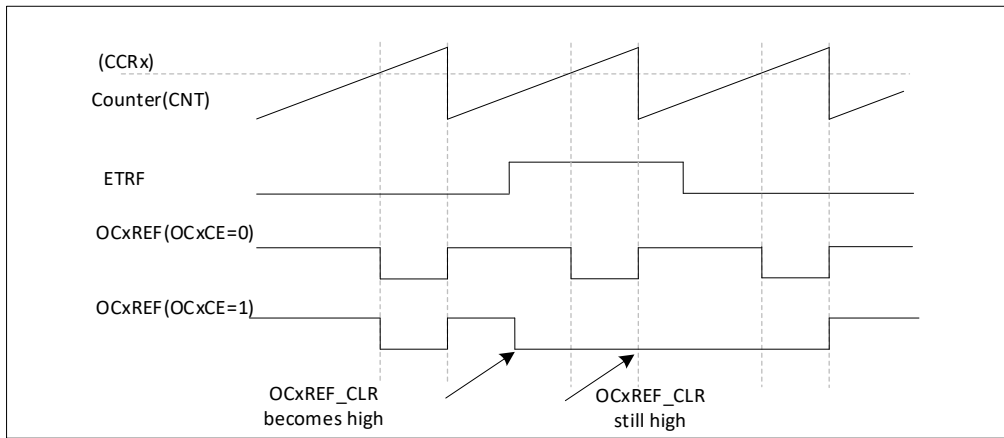 (CCRx)
Counter(CNT)
ETRF
OCxREF(OCxCE=0)
OCxREF(OCxCE=1)
OCxREF_CLR
becomes high
OCxREF_CLR
still high